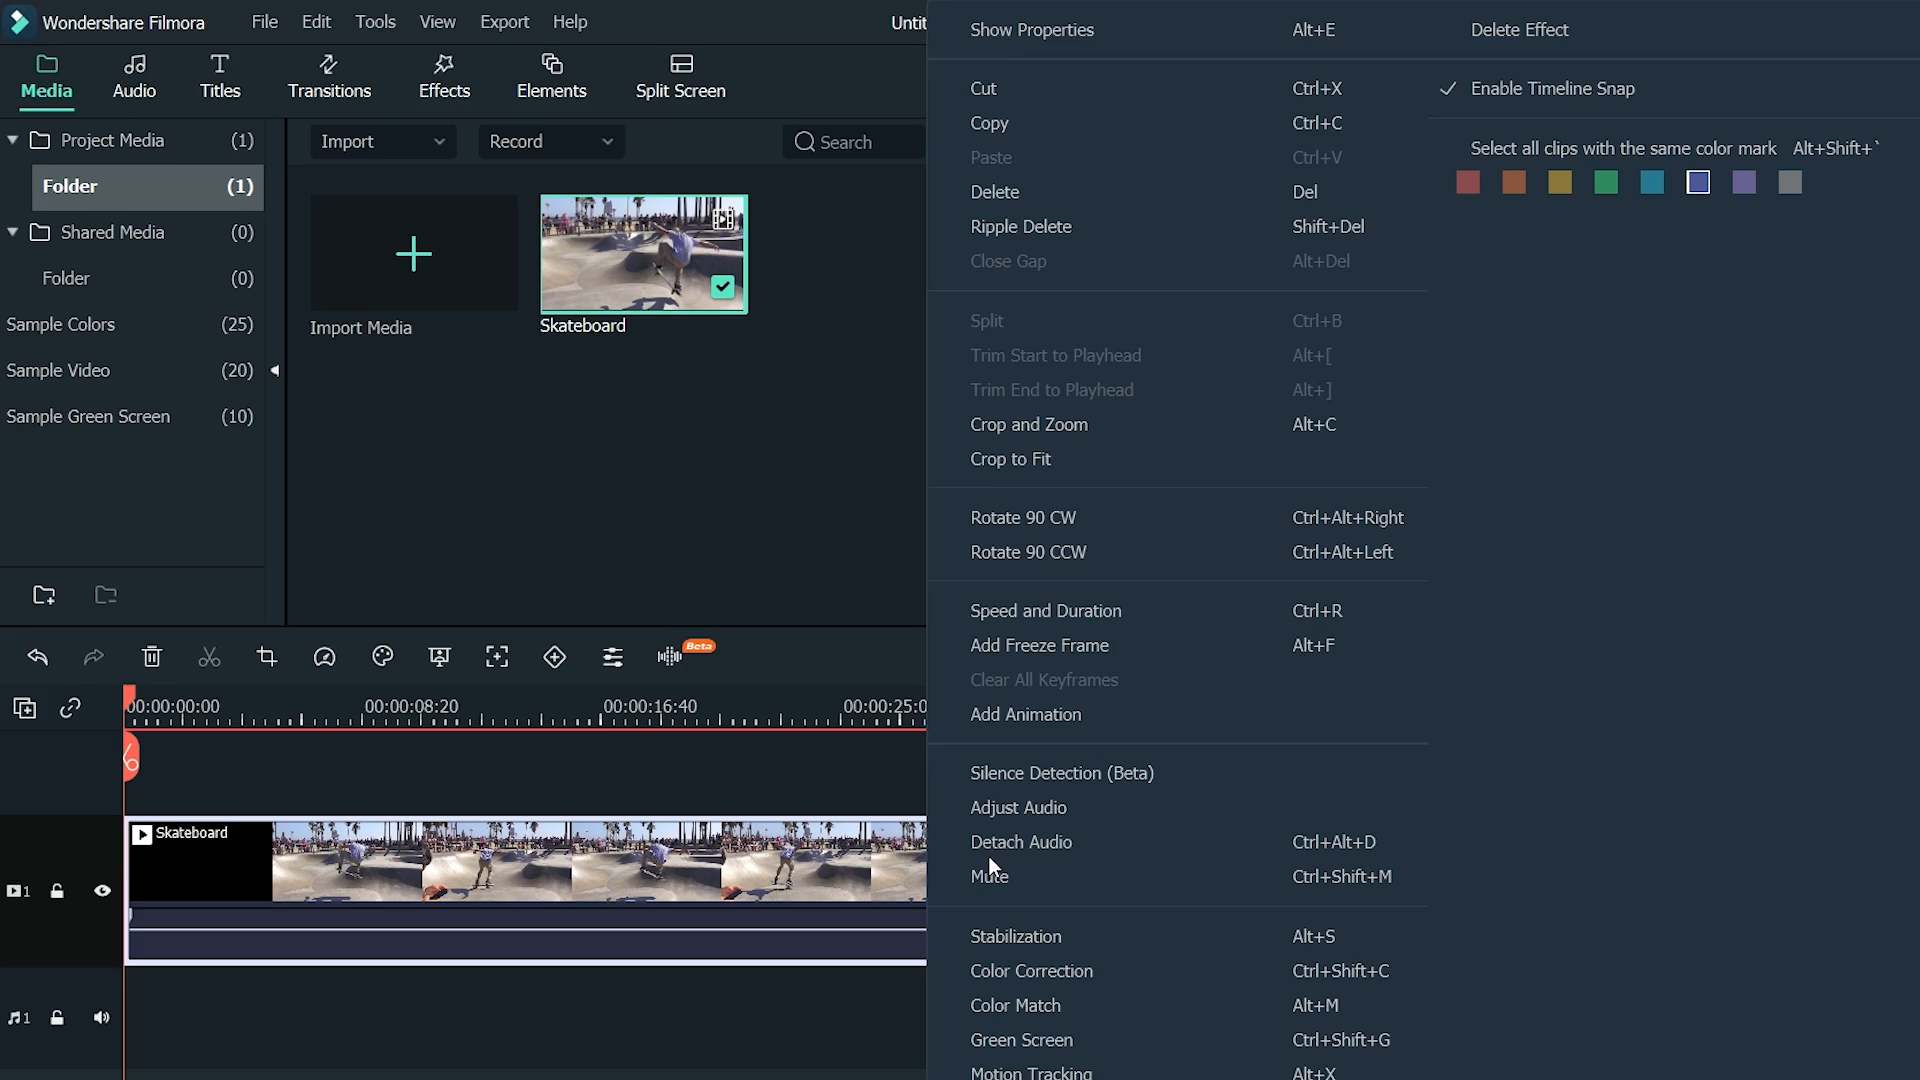 Wondershare Filmora File Edit Tools View Export Help Untit
Media Audio Titles Transitions Effects Elements Split Screen
Project Media (1)
Folder (1)
Shared Media (0)
Folder (0)
Sample Colors (25)
Sample Video (20)
Sample Green Screen (10)
Import Record Search
Import Media Skateboard
Beta
00:00:00:00 00:00:08:20 00:00:16:40 00:00:25:0
Skateboard
1
1
Show Properties Alt+E
Cut Ctrl+X
Copy Ctrl+C
Paste Ctrl+V
Delete Del
Ripple Delete Shift+Del
Close Gap Alt+Del
Split Ctrl+B
Trim Start to Playhead Alt+[
Trim End to Playhead Alt+]
Crop and Zoom Alt+C
Crop to Fit
Rotate 90 CW Ctrl+Alt+Right
Rotate 90 CCW Ctrl+Alt+Left
Speed and Duration Ctrl+R
Add Freeze Frame Alt+F
Clear All Keyframes
Add Animation
Silence Detection (Beta)
Adjust Audio
Detach Audio Ctrl+Alt+D
Mute Ctrl+Shift+M
Stabilization Alt+S
Color Correction Ctrl+Shift+C
Color Match Alt+M
Green Screen Ctrl+Shift+G
Motion Tracking Alt+X
Delete Effect
Enable Timeline Snap
Select all clips with the same color mark Alt+Shift+`